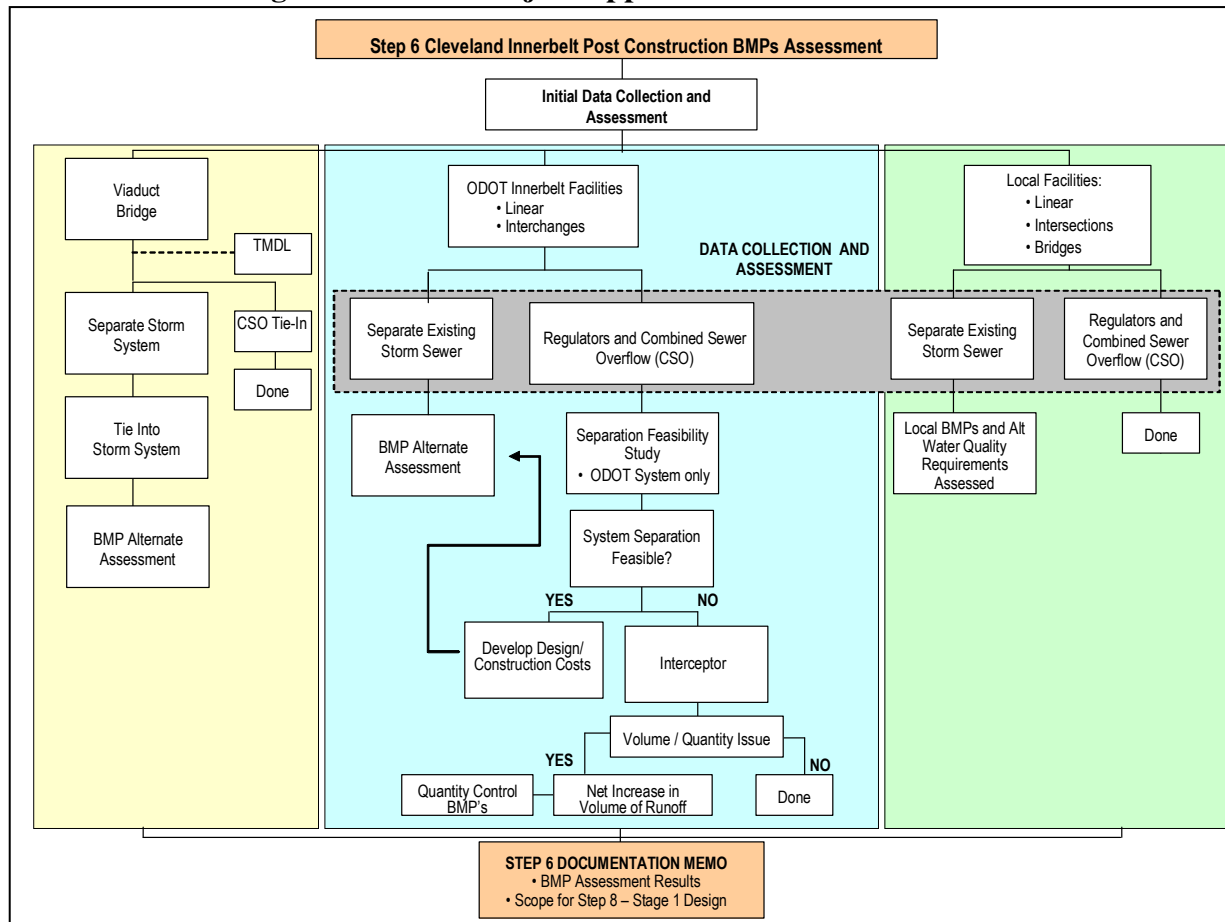 Step 6 Cleveland Innerbelt Post Construction BMPs Assessment
Initial Data Collection and
Assessment
Viaduct
Bridge
TMDL
Separate Storm
System
CSO Tie-In
Done
Tie Into
Storm System
BMP Alternate
Assessment
ODOT Innerbelt Facilities
• Linear
• Interchanges
DATA COLLECTION AND
ASSESSMENT
Separate Existing
Storm Sewer
Regulators and Combined Sewer
Overflow (CSO)
BMP Alternate
Assessment
Separation Feasibility
Study
• ODOT System only
System Separation
Feasible?
YES
NO
Develop Design/
Construction Costs
Interceptor
Volume / Quantity Issue
YES
NO
Quantity Control
BMP's
Net Increase in
Volume of Runoff
Done
Local Facilities:
• Linear
• Intersections
• Bridges
Separate Existing
Storm Sewer
Regulators and
Combined Sewer
Overflow (CSO)
Local BMPs and Alt
Water Quality
Requirements
Assessed
Done
STEP 6 DOCUMENTATION MEMO
• BMP Assessment Results
• Scope for Step 8 – Stage 1 Design